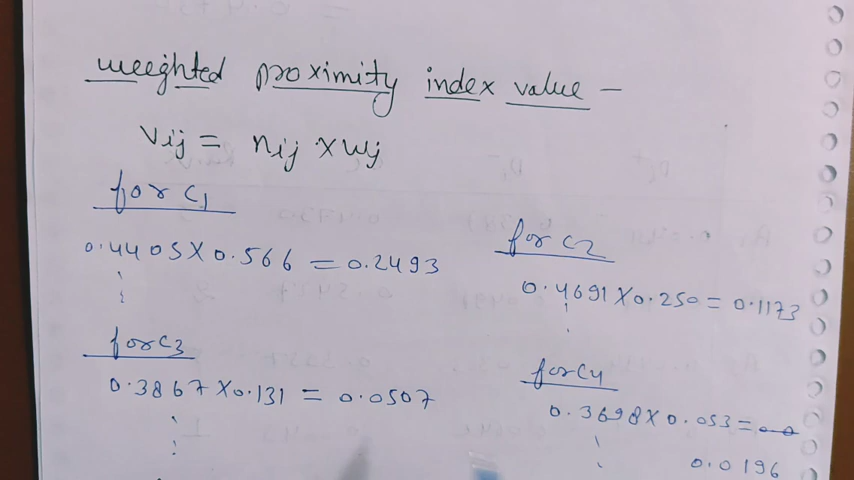 weeghted proximity index value -
Vij = nij × wj
for C1
0.4405 × 0.566 = 0.2493
for C2
0.4691 × 0.250 = 0.1173
for C3
0.3867 × 0.131 = 0.0507
for C4
0.3698 × 0.053 =
0.0196